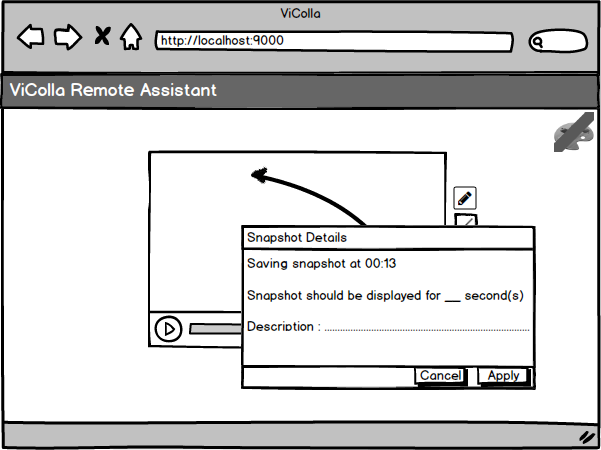 ViColla
http://localhost:9000
ViColla Remote Assistant
Snapshot Details
Saving snapshot at 00:13
Snapshot should be displayed for __ second(s)
Description : ........................................................................
Cancel Apply